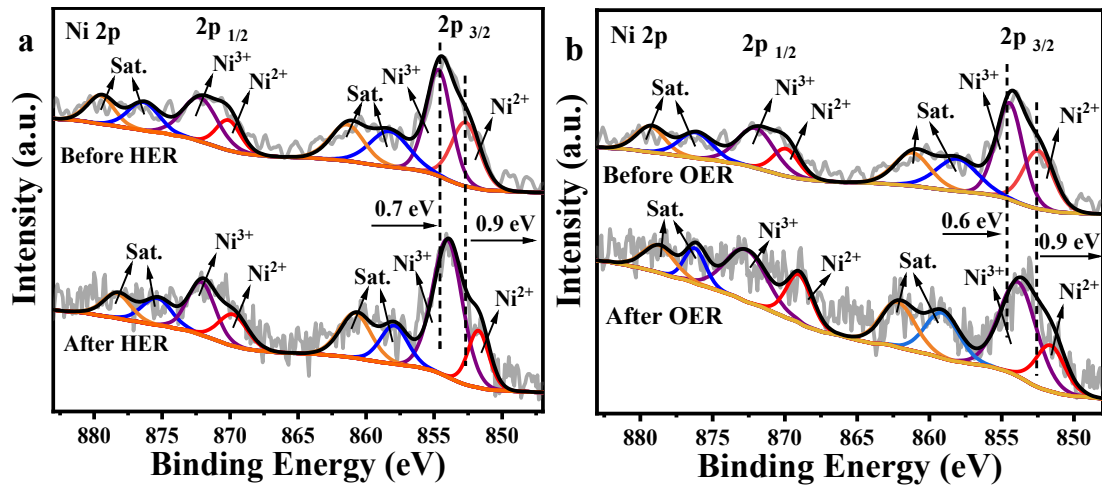 a
Ni 2p
2p 1/2
2p 3/2
Sat.
Ni3+
Ni2+
Sat.
Ni3+
Ni2+
Before HER
0.7 eV
0.9 eV
Sat.
Ni3+
Ni2+
Sat.
Ni3+
Ni2+
After HER
Intensity (a.u.)
880 875 870 865 860 855 850
Binding Energy (eV)
b
Ni 2p
2p 1/2
2p 3/2
Sat.
Ni3+
Ni2+
Sat.
Ni3+
Ni2+
Before OER
0.6 eV
0.9 eV
Sat.
Ni3+
Ni2+
Sat.
Ni3+
Ni2+
After OER
Intensity (a.u.)
880 875 870 865 860 855 850
Binding Energy (eV)